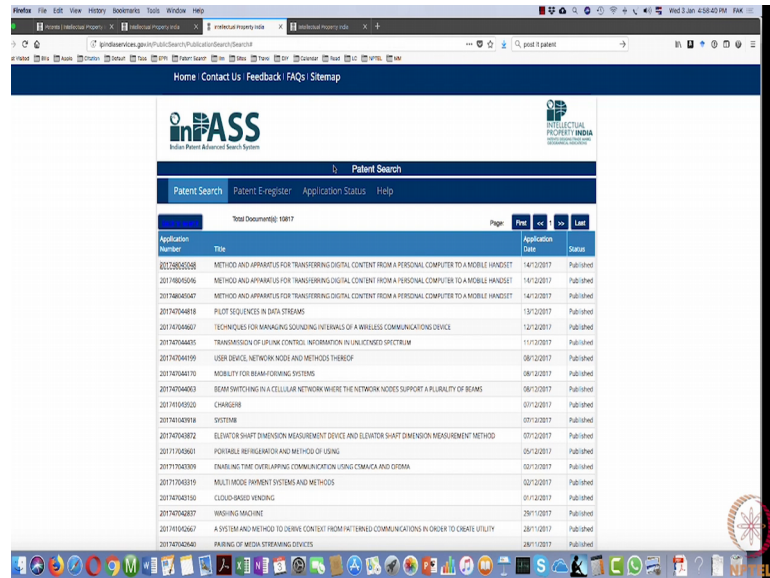 Firefox File Edit View History Bookmarks Tools Window Help
Wed 3 Jan 4:58:40 PM
Patents | Intellectual Property
Intellectual Property India
Intellectual Property India
Intellectual Property India
ipindiaservices.gov.in/PublicSearch/PublicationSearch/Search#
post it patent
Home | Contact Us | Feedback | FAQs | Sitemap
inPASS
Indian Patent Advanced Search System
INTELLECTUAL
PROPERTY INDIA
Patent Search
Patent Search Patent E-register Application Status Help
Total Document(s): 10817
Page: First << 1 >> Last
Application Number Title Application Date Status
201748045048 METHOD AND APPARATUS FOR TRANSFERRING DIGITAL CONTENT FROM A PERSONAL COMPUTER TO A MOBILE HANDSET 14/12/2017 Published
201748045046 METHOD AND APPARATUS FOR TRANSFERRING DIGITAL CONTENT FROM A PERSONAL COMPUTER TO A MOBILE HANDSET 14/12/2017 Published
201748045047 METHOD AND APPARATUS FOR TRANSFERRING DIGITAL CONTENT FROM A PERSONAL COMPUTER TO A MOBILE HANDSET 14/12/2017 Published
201747044818 PILOT SEQUENCES IN DATA STREAMS 13/12/2017 Published
201747044607 TECHNIQUES FOR MANAGING SOUNDING INTERVALS OF A WIRELESS COMMUNICATIONS DEVICE 12/12/2017 Published
201747044435 TRANSMISSION OF UPLINK CONTROL INFORMATION IN UNLICENSED SPECTRUM 11/12/2017 Published
201747044199 USER DEVICE, NETWORK NODE AND METHODS THEREOF 08/12/2017 Published
201747044170 MOBILITY FOR BEAM-FORMING SYSTEMS 08/12/2017 Published
201747044063 BEAM SWITCHING IN A CELLULAR NETWORK WHERE THE NETWORK NODES SUPPORT A PLURALITY OF BEAMS 08/12/2017 Published
201741043920 CHARGER8 07/12/2017 Published
201741043918 07/12/2017 Published
201747043872 ELEVATOR SHAFT DIMENSION MEASUREMENT DEVICE AND ELEVATOR SHAFT DIMENSION MEASUREMENT METHOD 07/12/2017 Published
201717043601 PORTABLE REFRIGERATOR AND METHOD OF USING 05/12/2017 Published
201717043309 ENABLING TIME OVERLAPPING COMMUNICATION USING CSMA/CA AND OFDMA 02/12/2017 Published
201717043319 MULTI MODE PAYMENT SYSTEMS AND METHODS 02/12/2017 Published
201747043150 CLOUD-BASED VENDING 01/12/2017 Published
201747042837 WASHING MACHINE 29/11/2017 Published
201741042667 A SYSTEM AND METHOD TO DERIVE CONTEXT FROM PATTERNED COMMUNICATIONS IN ORDER TO CREATE UTILITY 28/11/2017 Published
201747042640 PAIRING OF MEDIA STREAMING DEVICES 28/11/2017 Published
NPTEL